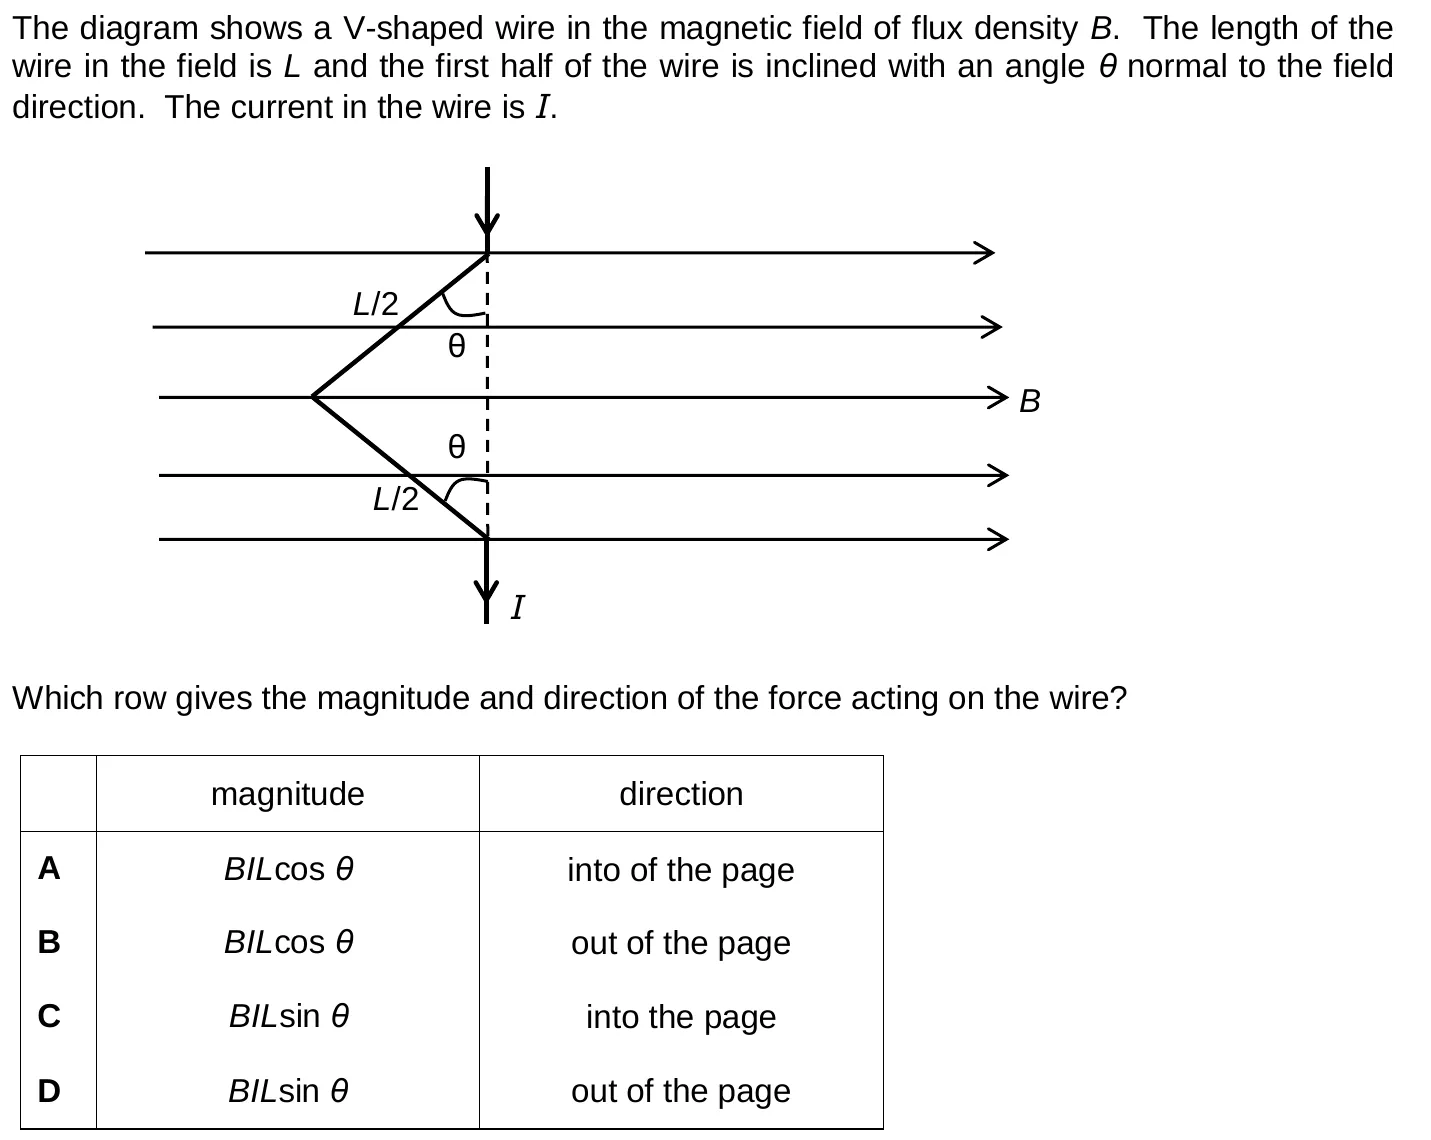 The diagram shows a V-shaped wire in the magnetic field of flux density B. The length of the
wire in the field is L and the first half of the wire is inclined with an angle θ normal to the field
direction. The current in the wire is I.
L/2
θ
B
θ
L/2
I
Which row gives the magnitude and direction of the force acting on the wire?
magnitude direction
A BILcos θ into of the page
B BILcos θ out of the page
C BILsin θ into the page
D BILsin θ out of the page